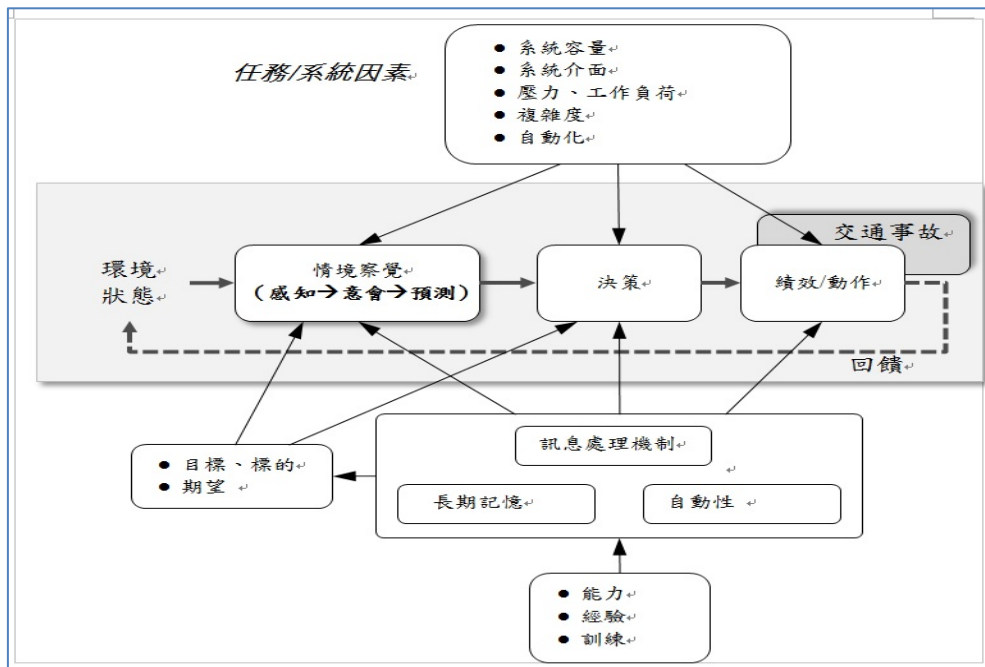 任務/系統因素
系統容量
系統介面
壓力、工作負荷
複雜度
自動化
交通事故
環境
狀態
情境察覺
（感知→意會→預測）
決策
績效/動作
回饋
目標、標的
期望
訊息處理機制
長期記憶
自動性
能力
經驗
訓練